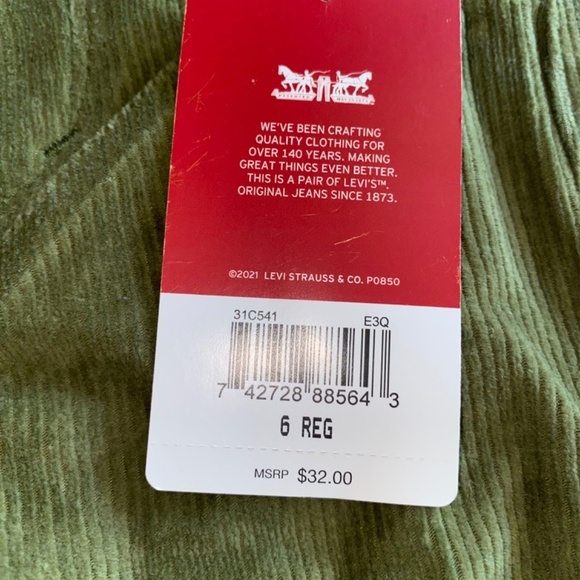 WE'VE BEEN CRAFTING
QUALITY CLOTHING FOR
OVER 140 YEARS. MAKING
GREAT THINGS EVEN BETTER.
THIS IS A PAIR OF LEVI'S™.
ORIGINAL JEANS SINCE 1873.
©2021 LEVI STRAUSS & CO. P0850
31C541 E3Q
7 42728 88564 3
6 REG
MSRP $32.00